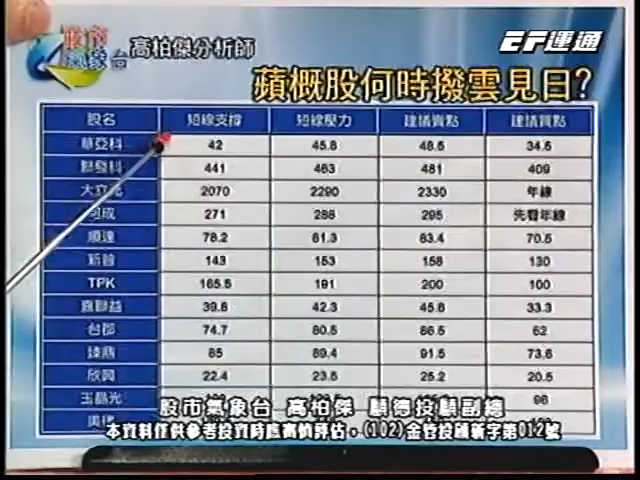 股市
氣象台
高柏傑分析師
EF運通
蘋概股何時撥雲見日?
股名 短線支撐 短線壓力 建議賣點 建議買點
華亞科 42 45.8 48.5 34.5
聯發科 441 463 481 409
大立光 2070 2290 2330 年線
可成 271 288 295 先看年線
順達 78.2 81.3 83.4 70.5
新普 143 153 158 130
TPK 165.5 191 200 100
嘉聯益 39.6 42.3 45.8 33.3
台郡 74.7 80.5 86.5 62
臻鼎 85 89.4 91.5 73.6
欣興 22.4 23.5 25.2 20.5
玉晶光 96
股市氣象台 高柏傑 顧德投顧副總
本資料僅供參考投資時應審慎評估,(102)金管投顧新字第012號